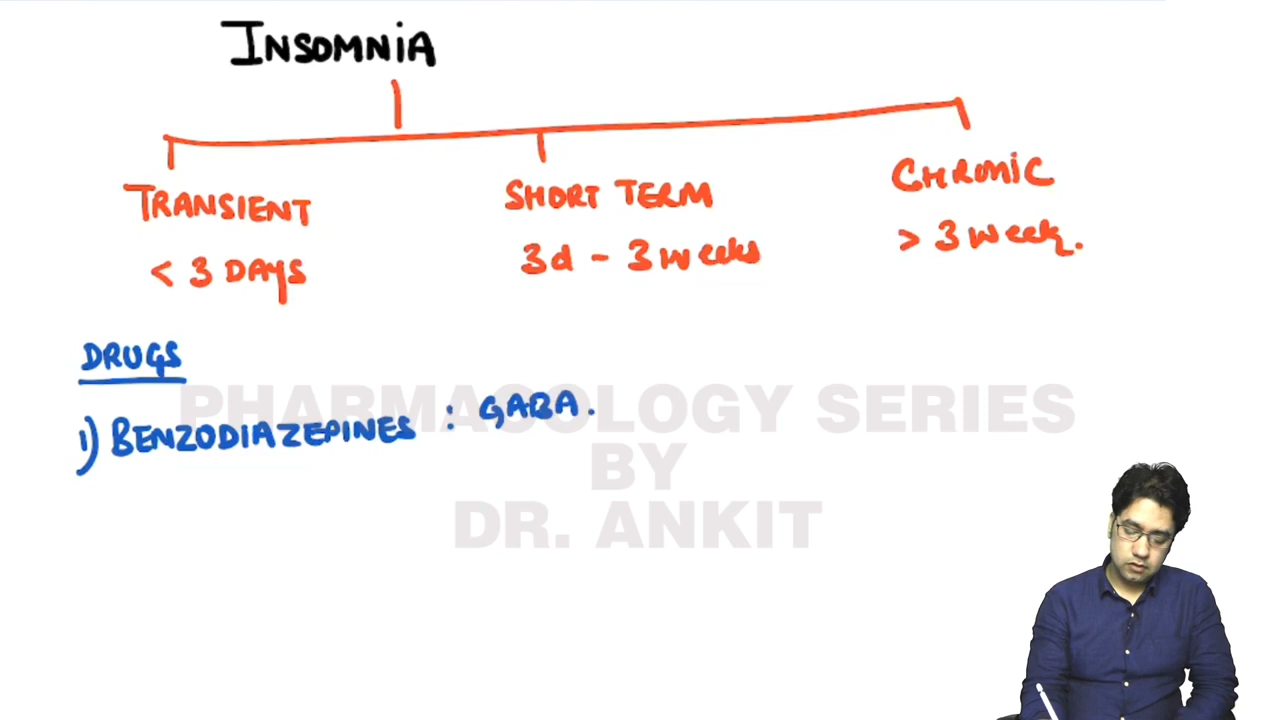 INSOMNIA
TRANSIENT
< 3 DAYS
SHORT TERM
3d - 3 weeks
CHRONIC
> 3 week.
DRUGS
1) BENZODIAZEPINES : GABA.
PHARMACOLOGY SERIES
BY
DR. ANKIT